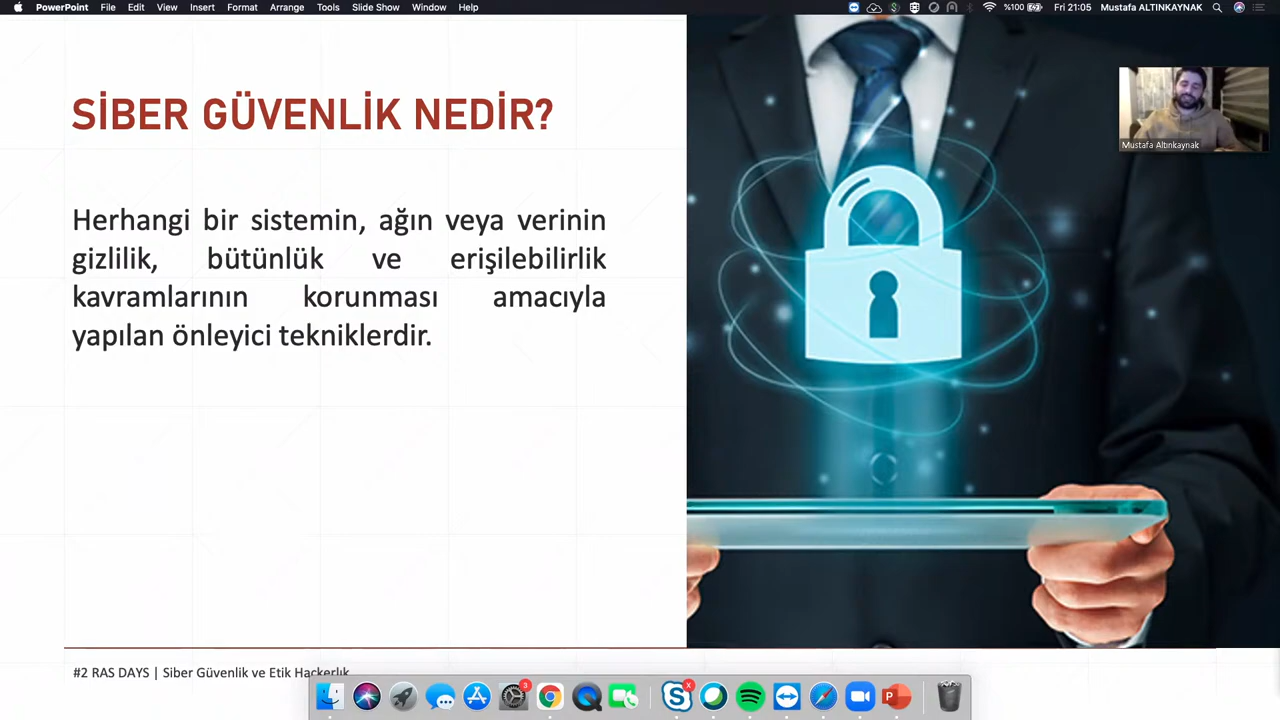 PowerPoint File Edit View Insert Format Arrange Tools Slide Show Window Help %100 Fri 21:05 Mustafa ALTINKAYNAK
SİBER GÜVENLİK NEDİR?
Mustafa Altınkaynak
Herhangi bir sistemin, ağın veya verinin
gizlilik, bütünlük ve erişilebilirlik
kavramlarının korunması amacıyla
yapılan önleyici tekniklerdir.
#2 RAS DAYS | Siber Güvenlik ve Etik Hackerlık
3